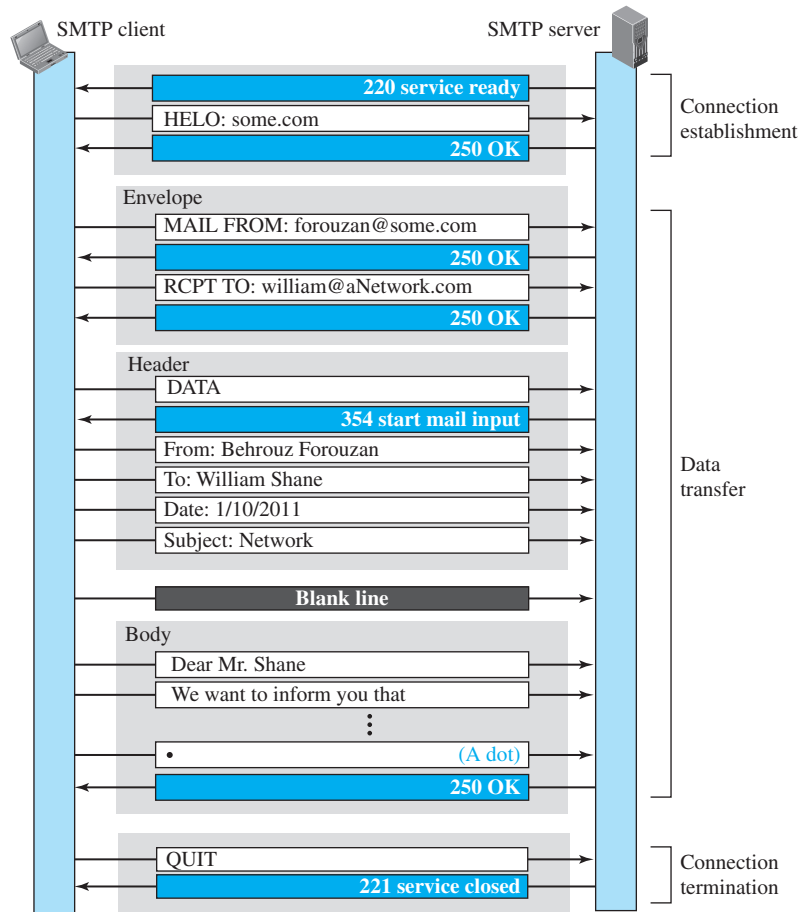 SMTP client
SMTP server
220 service ready
HELO: some.com
250 OK
Connection
establishment
Envelope
MAIL FROM: forouzan@some.com
250 OK
RCPT TO: william@aNetwork.com
250 OK
Header
DATA
354 start mail input
From: Behrouz Forouzan
To: William Shane
Date: 1/10/2011
Subject: Network
Data
transfer
Blank line
Body
Dear Mr. Shane
We want to inform you that
⋮
• (A dot)
250 OK
QUIT
221 service closed
Connection
termination